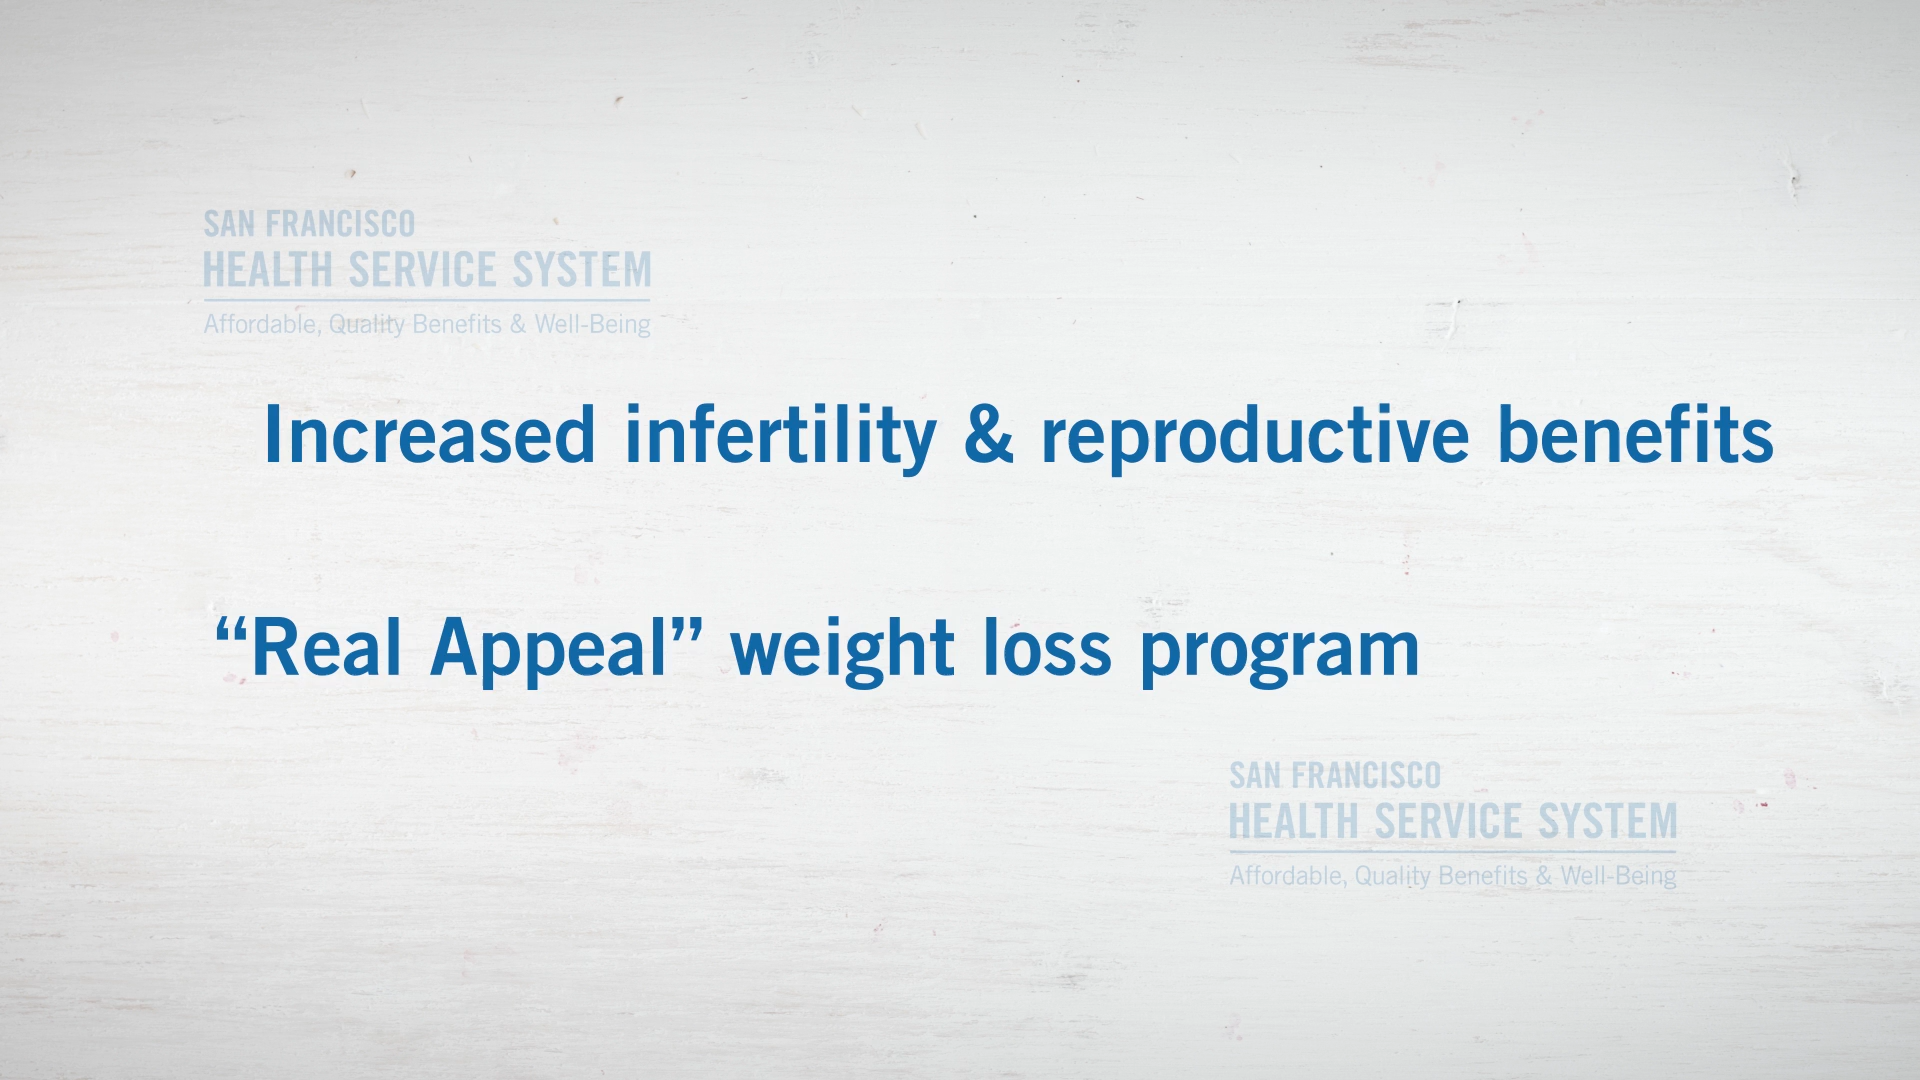 SAN FRANCISCO
HEALTH SERVICE SYSTEM
Affordable, Quality Benefits & Well-Being
Increased infertility & reproductive benefits
“Real Appeal” weight loss program
SAN FRANCISCO
HEALTH SERVICE SYSTEM
Affordable, Quality Benefits & Well-Being